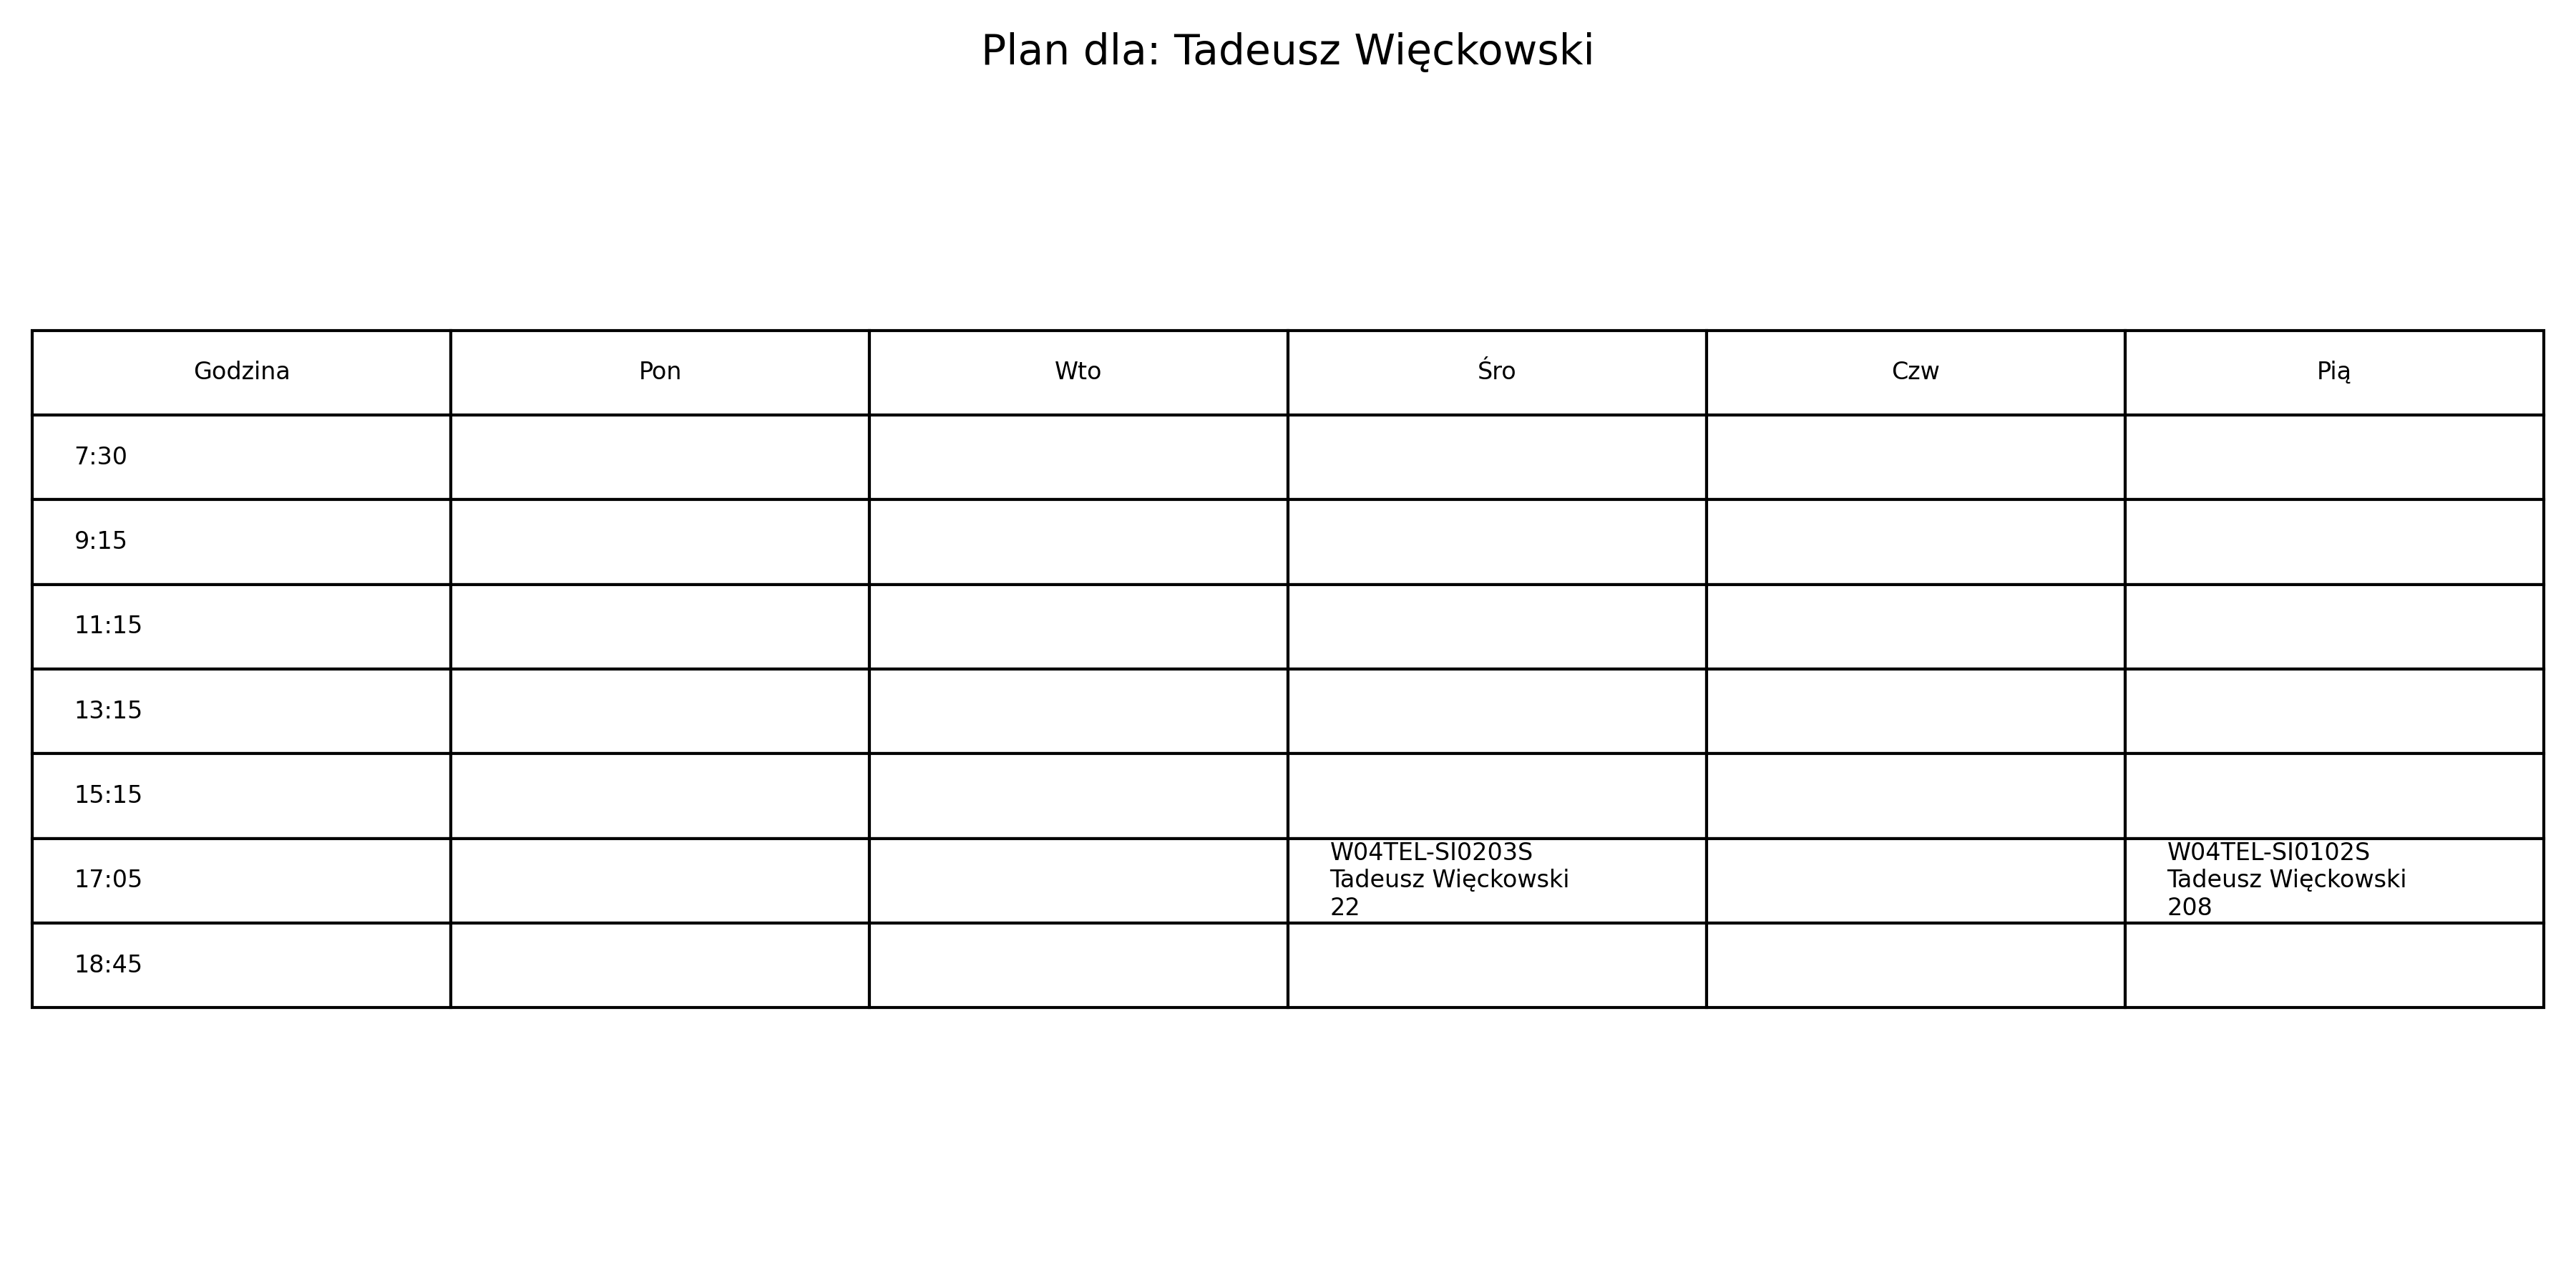 Plan dla: Tadeusz Więckowski
Godzina Pon Wto Śro Czw Pią
7:30
9:15
11:15
13:15
15:15
17:05
W04TEL-SI0203S
Tadeusz Więckowski
22
W04TEL-SI0102S
Tadeusz Więckowski
208
18:45